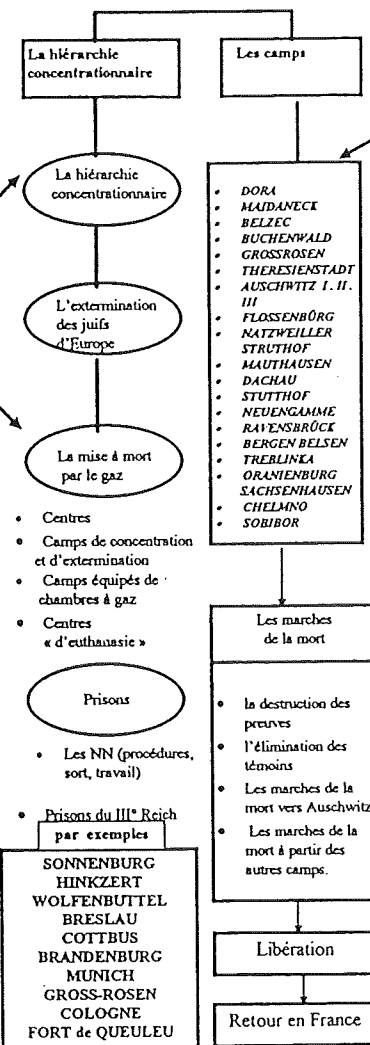 La hiérarchie
concentrationnaire
La hiérarchie
concentrationnaire
L'extermination
des juifs
d'Europe
La mise à mort
par le gaz
• Centres
• Camps de concentration
et d'extermination
• Camps équipés de
chambres à gaz
• Centres
« d'euthanasie »
Prisons
• Les NN (procédures,
sort, travail)
• Prisons du III° Reich
par exemples
SONNENBURG
HINKZERT
WOLFENBUTTEL
BRESLAU
COTTBUS
BRANDENBURG
MUNICH
GROSS-ROSEN
COLOGNE
FORT de QUEULEU
Les camps
• DORA
• MAIDANECK
• BELZEC
• BUCHENWALD
• GROSSROSEN
• THERESIENSTADT
• AUSCHWITZ I. II.
III
• FLOSSENBÜRG
• NATZWEILLER
STRUTHOF
• MAUTHAUSEN
• DACHAU
• STUTTHOF
• NEUENGAMME
• RAVENSBRÜCK
• BERGEN BELSEN
• TREBLINKA
• ORANIENBURG
SACHSENHAUSEN
• CHELMNO
• SOBIBOR
Les marches
de la mort
• la destruction des
preuves
• l'élimination des
témoins
• Les marches de la
mort vers Auschwitz
• Les marches de la
mort à partir des
autres camps.
Libération
Retour en France